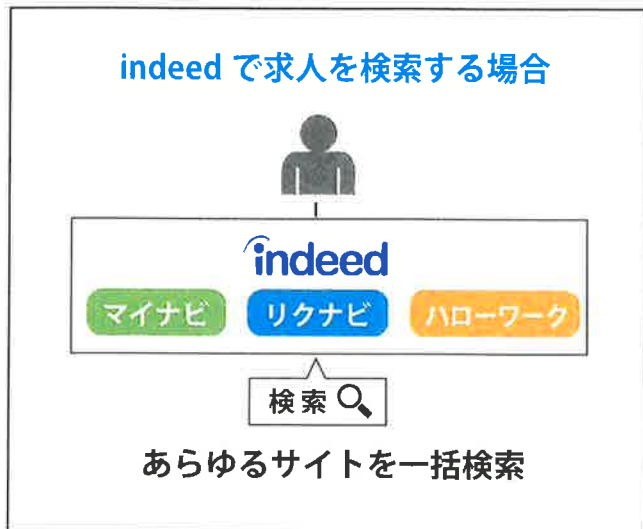 indeed で求人を検索する場合
indeed
マイナビ リクナビ ハローワーク
検索
あらゆるサイトを一括検索